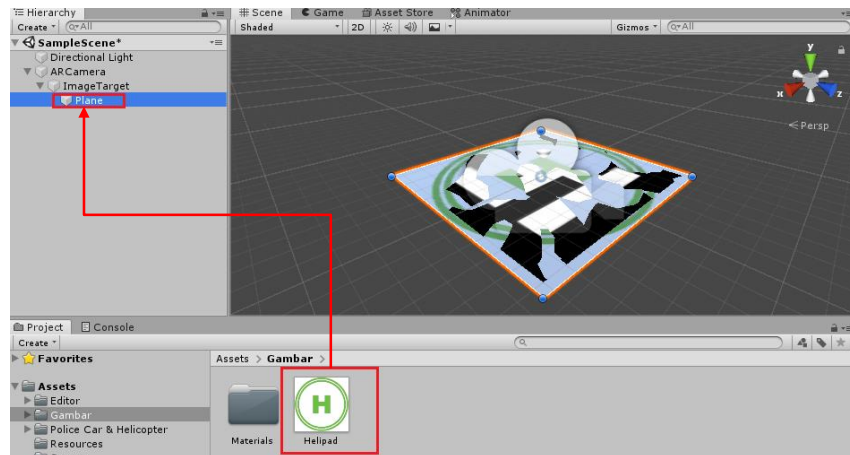 Hierarchy
Create
All
SampleScene*
Directional Light
ARCamera
ImageTarget
Plane
Scene Game Asset Store Animator
Shaded 2D Gizmos All
y
x z
Persp
Project Console
Create
Favorites
Assets > Gambar >
Assets
Editor
Gambar
Police Car & Helicopter
Resources
H
Materials Helipad